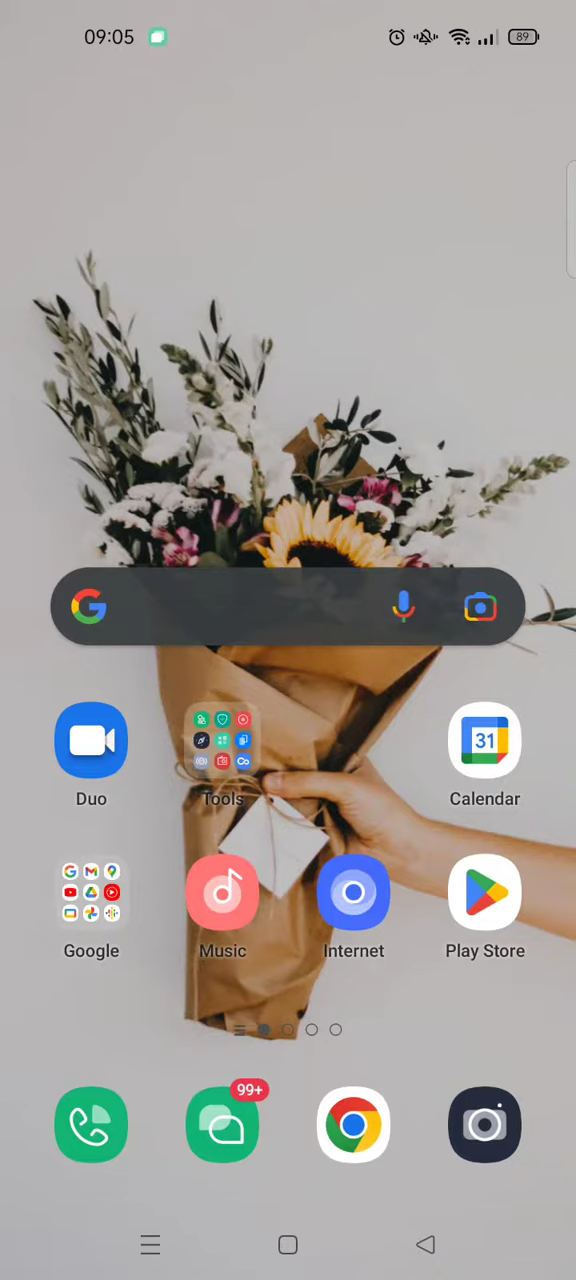 09:05
89
31
Duo
Tools
Calendar
Google
Music
Internet
Play Store
99+